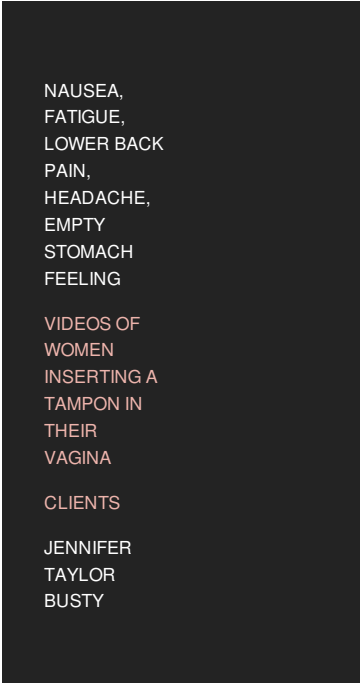 NAUSEA,
FATIGUE,
LOWER BACK
PAIN,
HEADACHE,
EMPTY
STOMACH
FEELING
VIDEOS OF
WOMEN
INSERTING A
TAMPON IN
THEIR
VAGINA
CLIENTS
JENNIFER
TAYLOR
BUSTY